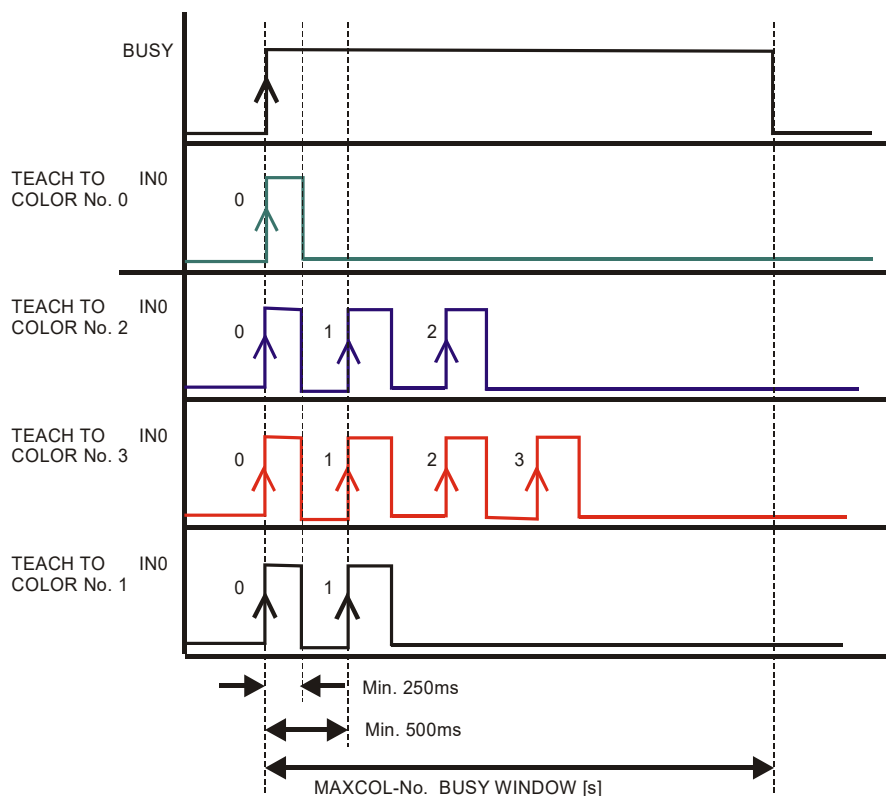 BUSY
TEACH TO IN0
COLOR No. 0 0
TEACH TO IN0
COLOR No. 2 0 1 2
TEACH TO IN0
COLOR No. 3 0 1 2 3
TEACH TO IN0
COLOR No. 1 0 1
Min. 250ms
Min. 500ms
MAXCOL-No. BUSY WINDOW [s]